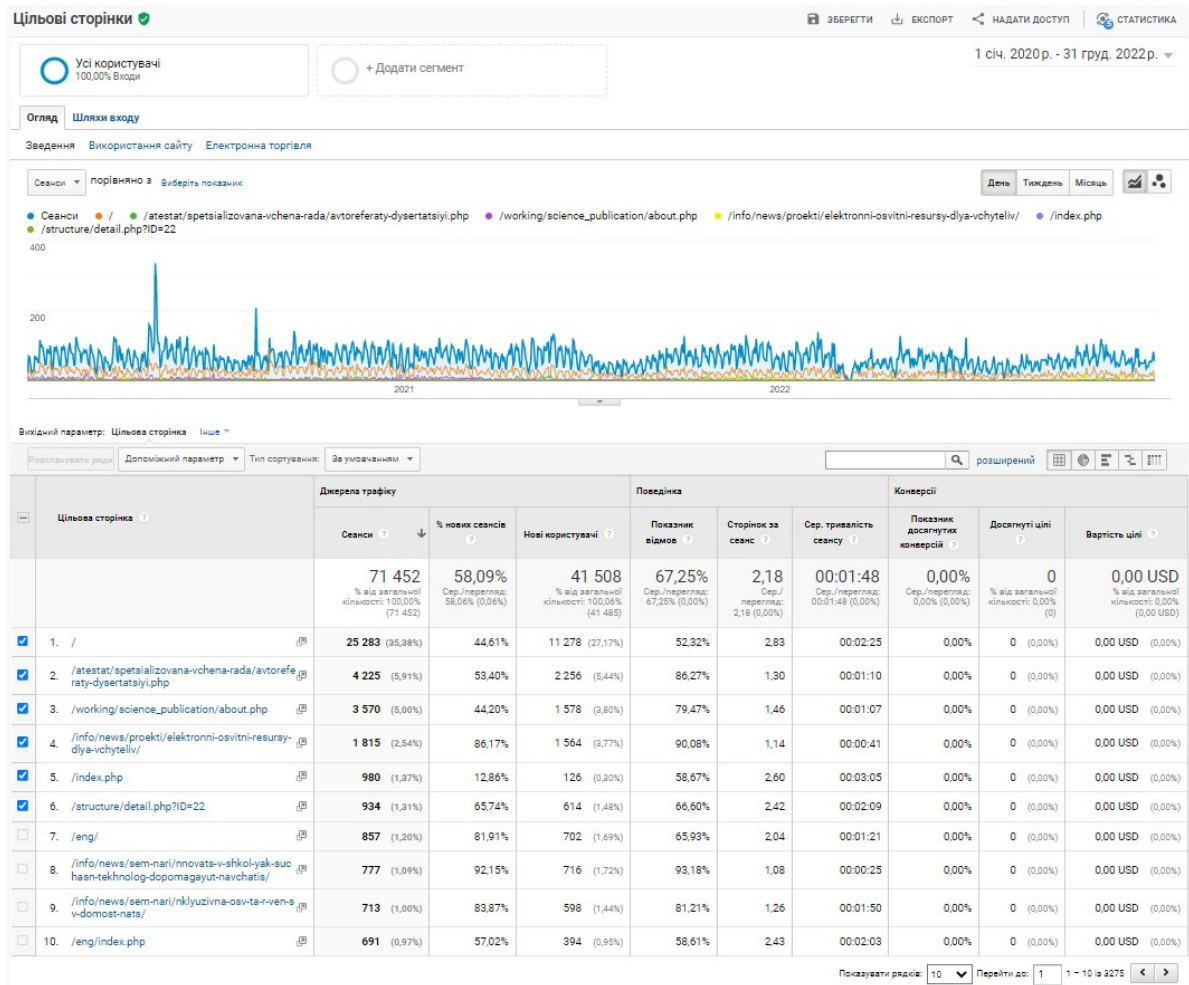 Цільові сторінки
ЗБЕРЕГТИ ЕКСПОРТ НАДАТИ ДОСТУП 5 СТАТИСТИКА
Усі користувачі
100,00% Входи
+ Додати сегмент
1 січ. 2020 р. - 31 груд. 2022 р.
Огляд Шляхи входу
Зведення Використання сайту Електронна торгівля
Сеанси порівняно з Виберіть показник
День Тиждень Місяць
Сеанси / /atestat/spetsializovana-vchena-rada/avtoreferaty-dysertatsiyi.php /working/science_publication/about.php /info/news/proekti/elektronni-osvitni-resursy-dlya-vchyteliv/ /index.php
/structure/detail.php?ID=22
400
200
2021 2022
Вихідний параметр: Цільова сторінка Інше
Розпланувати ряди Допоміжний параметр Тип сортування: За умовчанням розширений
Джерела трафіку Поведінка Конверсії
Цільова сторінка ?
Сеанси ? % нових сеансів ? Нові користувачі ? Показник відмов ? Сторінок за сеанс ? Сер. тривалість сеансу ? Показник досягнутих конверсій ? Досягнуті цілі ? Вартість цілі ?
71 452 58,09% 41 508 67,25% 2,18 00:01:48 0,00% 0 0,00 USD
% від загальної кількості: 100,00% (71 452) Сер./перегляд: 58,06% (0,06%) % від загальної кількості: 100,06% (41 485) Сер./перегляд: 67,25% (0,00%) Сер./перегляд: 2,18 (0,00%) Сер./перегляд: 00:01:48 (0,00%) Сер./перегляд: 0,00% (0,00%) % від загальної кількості: 0,00% (0) % від загальної кількості: 0,00% (0,00 USD)
1. / 25 283 (35,38%) 44,61% 11 278 (27,17%) 52,32% 2,83 00:02:25 0,00% 0 (0,00%) 0,00 USD (0,00%)
2. /atestat/spetsializovana-vchena-rada/avtorefe
raty-dysertatsiyi.php 4 225 (5,91%) 53,40% 2 256 (5,44%) 86,27% 1,30 00:01:10 0,00% 0 (0,00%) 0,00 USD (0,00%)
3. /working/science_publication/about.php 3 570 (5,00%) 44,20% 1 578 (3,80%) 79,47% 1,46 00:01:07 0,00% 0 (0,00%) 0,00 USD (0,00%)
4. /info/news/proekti/elektronni-osvitni-resursy-
dlya-vchyteliv/ 1 815 (2,54%) 86,17% 1 564 (3,77%) 90,08% 1,14 00:00:41 0,00% 0 (0,00%) 0,00 USD (0,00%)
5. /index.php 980 (1,37%) 12,86% 126 (0,30%) 58,67% 2,60 00:03:05 0,00% 0 (0,00%) 0,00 USD (0,00%)
6. /structure/detail.php?ID=22 934 (1,31%) 65,74% 614 (1,48%) 66,60% 2,42 00:02:09 0,00% 0 (0,00%) 0,00 USD (0,00%)
7. /eng/ 857 (1,20%) 81,91% 702 (1,69%) 65,93% 2,04 00:01:21 0,00% 0 (0,00%) 0,00 USD (0,00%)
8. /info/news/sem-nari/nnovats-v-shkol-yak-suc
hasn-tekhnolog-dopomagayut-navchatis/ 777 (1,09%) 92,15% 716 (1,72%) 93,18% 1,08 00:00:25 0,00% 0 (0,00%) 0,00 USD (0,00%)
9. /info/news/sem-nari/nklyuzivna-osv-ta-r-ven-s
v-domost-nats/ 713 (1,00%) 83,87% 598 (1,44%) 81,21% 1,26 00:01:50 0,00% 0 (0,00%) 0,00 USD (0,00%)
10. /eng/index.php 691 (0,97%) 57,02% 394 (0,95%) 58,61% 2,43 00:02:03 0,00% 0 (0,00%) 0,00 USD (0,00%)
Показувати рядків: 10 Перейти до: 1 1 – 10 із 3275